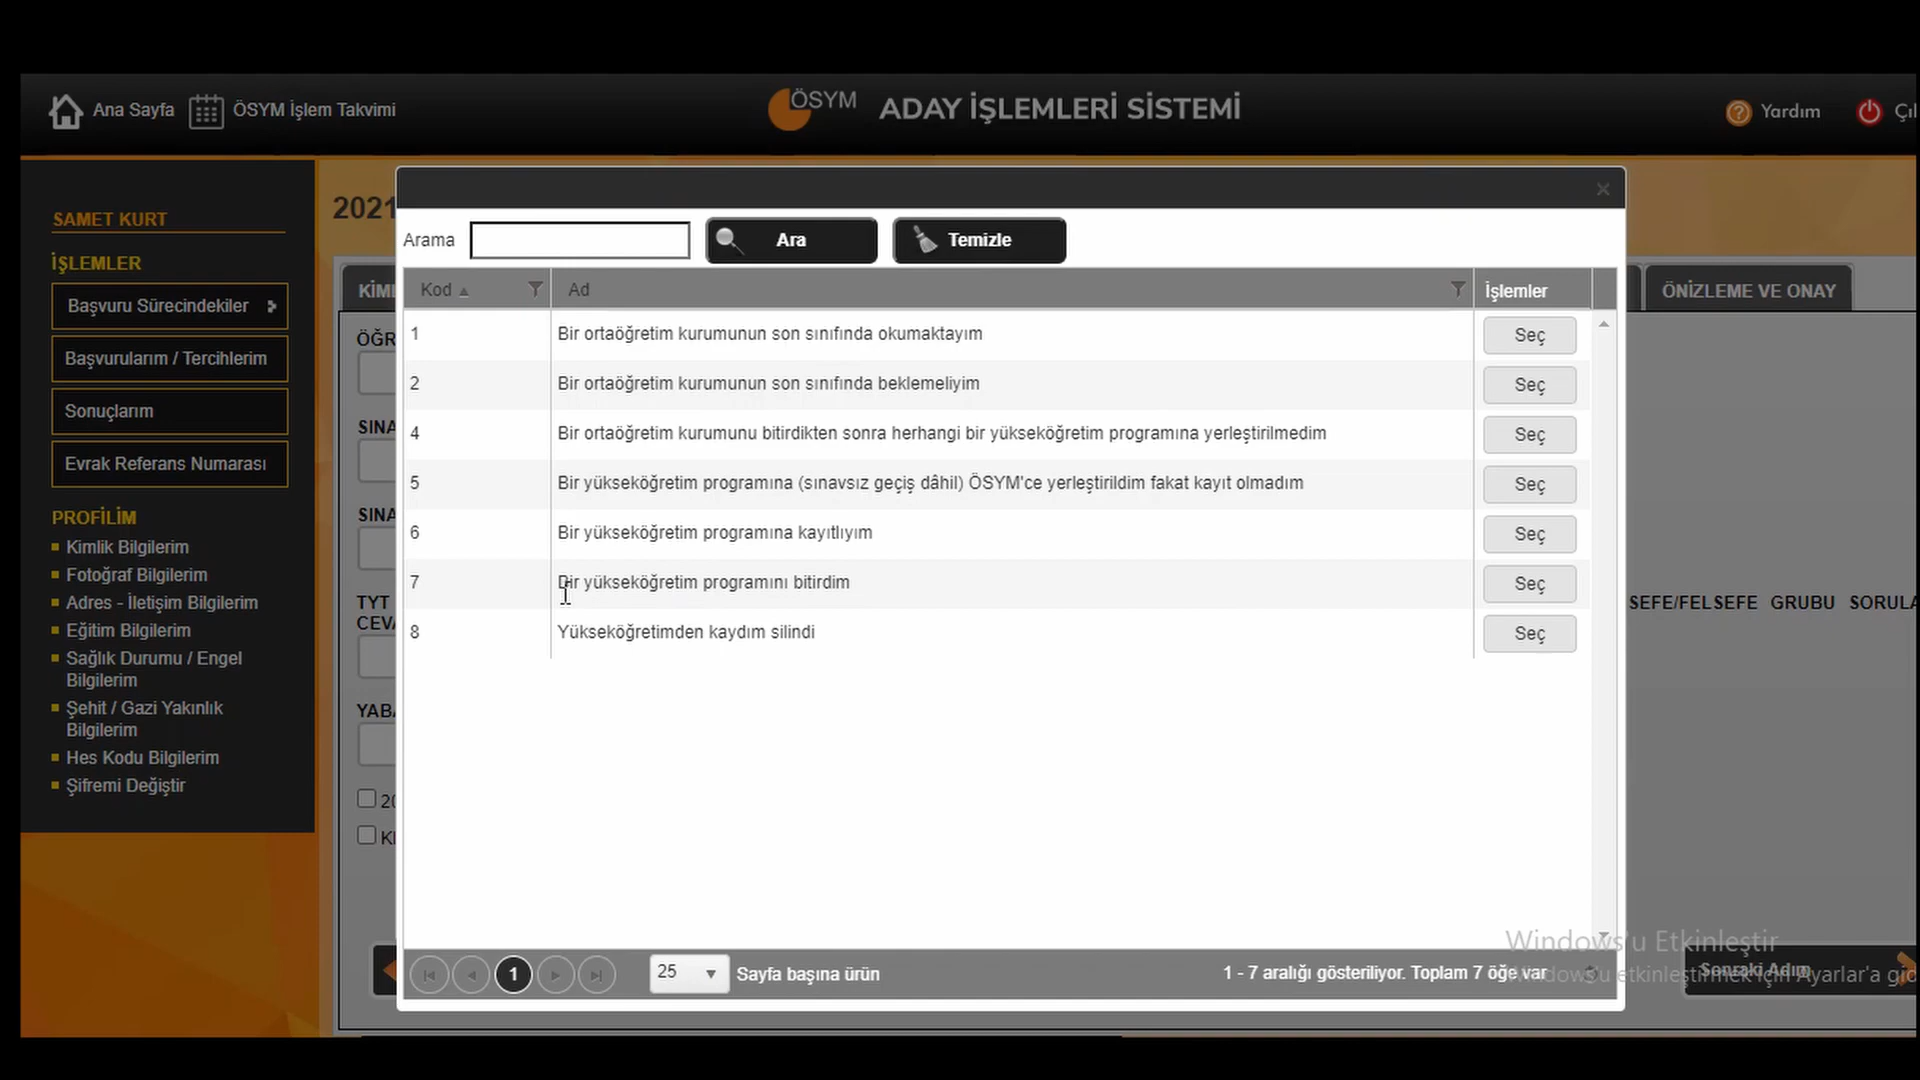 Ana Sayfa
ÖSYM İşlem Takvimi
ÖSYM
ADAY İŞLEMLERİ SİSTEMİ
Yardım
SAMET KURT
İŞLEMLER
Başvuru Sürecindekiler
Başvurularım / Tercihlerim
Sonuçlarım
Evrak Referans Numarası
PROFİLİM
Kimlik Bilgilerim
Fotoğraf Bilgilerim
Adres - İletişim Bilgilerim
Eğitim Bilgilerim
Sağlık Durumu / Engel
Bilgilerim
Şehit / Gazi Yakınlık
Bilgilerim
Hes Kodu Bilgilerim
Şifremi Değiştir
2021
ÖNİZLEME VE ONAY
TYT
SEFE/FELSEFE GRUBU
Arama
Ara
Temizle
Kod
Ad
İşlemler
1 Bir ortaöğretim kurumunun son sınıfında okumaktayım Seç
2 Bir ortaöğretim kurumunun son sınıfında beklemeliyim Seç
4 Bir ortaöğretim kurumunu bitirdikten sonra herhangi bir yükseköğretim programına yerleştirilmedim Seç
5 Bir yükseköğretim programına (sınavsız geçiş dâhil) ÖSYM'ce yerleştirildim fakat kayıt olmadım Seç
6 Bir yükseköğretim programına kayıtlıyım Seç
7 Bir yükseköğretim programını bitirdim Seç
8 Yükseköğretimden kaydım silindi Seç
1
25
Sayfa başına ürün
1 - 7 aralığı gösteriliyor. Toplam 7 öğe var
Sonraki Adım
Windows'u Etkinleştir
Windows'u etkinleştirmek için Ayarlar'a